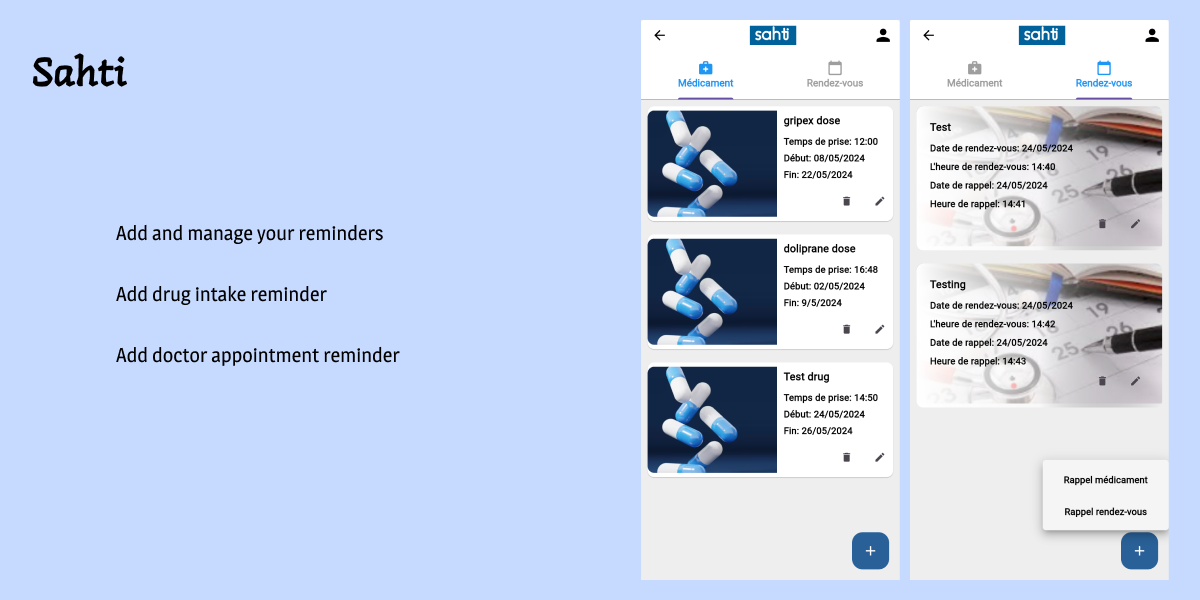 Sahti
Add and manage your reminders
Add drug intake reminder
Add doctor appointment reminder
sahti
Médicament
Rendez-vous
gripex dose
Temps de prise: 12:00
Début: 08/05/2024
Fin: 22/05/2024
doliprane dose
Temps de prise: 16:48
Début: 02/05/2024
Fin: 9/5/2024
Test drug
Temps de prise: 14:50
Début: 24/05/2024
Fin: 26/05/2024
+
sahti
Médicament
Rendez-vous
Test
Date de rendez-vous: 24/05/2024
L'heure de rendez-vous: 14:40
Date de rappel: 24/05/2024
Heure de rappel: 14:41
19
25
26
Testing
Date de rendez-vous: 24/05/2024
L'heure de rendez-vous: 14:42
Date de rappel: 24/05/2024
Heure de rappel: 14:43
19
25
26
Rappel médicament
Rappel rendez-vous
+